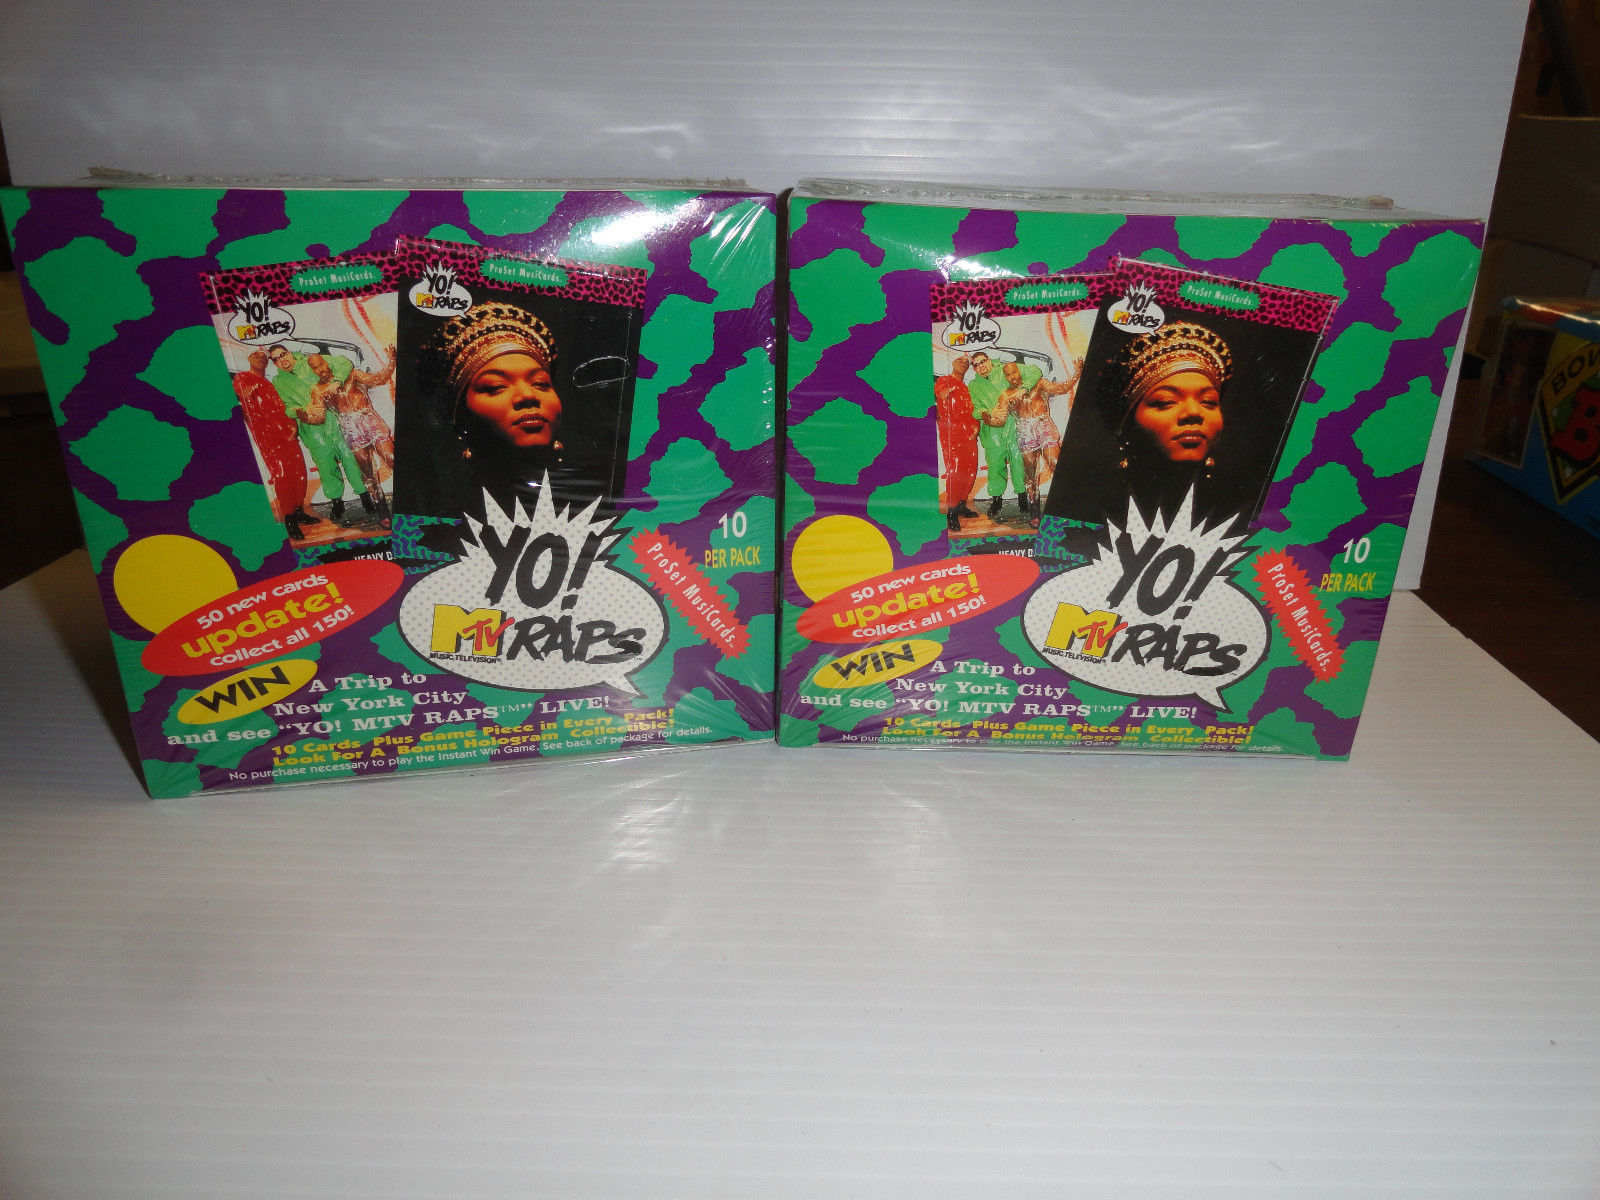 ProSet MusiCards
YO!
MTV RAPS
ProSet MusiCards
YO!
MTV RAPS
HEAVY D.
10
PER PACK
ProSet MusiCards™
50 new cards
update!
collect all 150!
YO!
MTV RAPS™
MUSIC TELEVISION®
WIN
A Trip to
New York City
and see "YO! MTV RAPS™" LIVE!
10 Cards Plus Game Piece in Every Pack!
Look For A Bonus Hologram Collectible!
No purchase necessary to play the Instant Win Game. See back of package for details.
ProSet MusiCards
YO!
MTV RAPS
ProSet MusiCards
YO!
MTV RAPS
HEAVY D.
10
PER PACK
ProSet MusiCards™
50 new cards
update!
collect all 150!
YO!
MTV RAPS™
MUSIC TELEVISION®
WIN
A Trip to
New York City
and see "YO! MTV RAPS™" LIVE!
10 Cards Plus Game Piece in Every Pack!
Look For A Bonus Hologram Collectible!
No purchase necessary to play the Instant Win Game. See back of package for details.